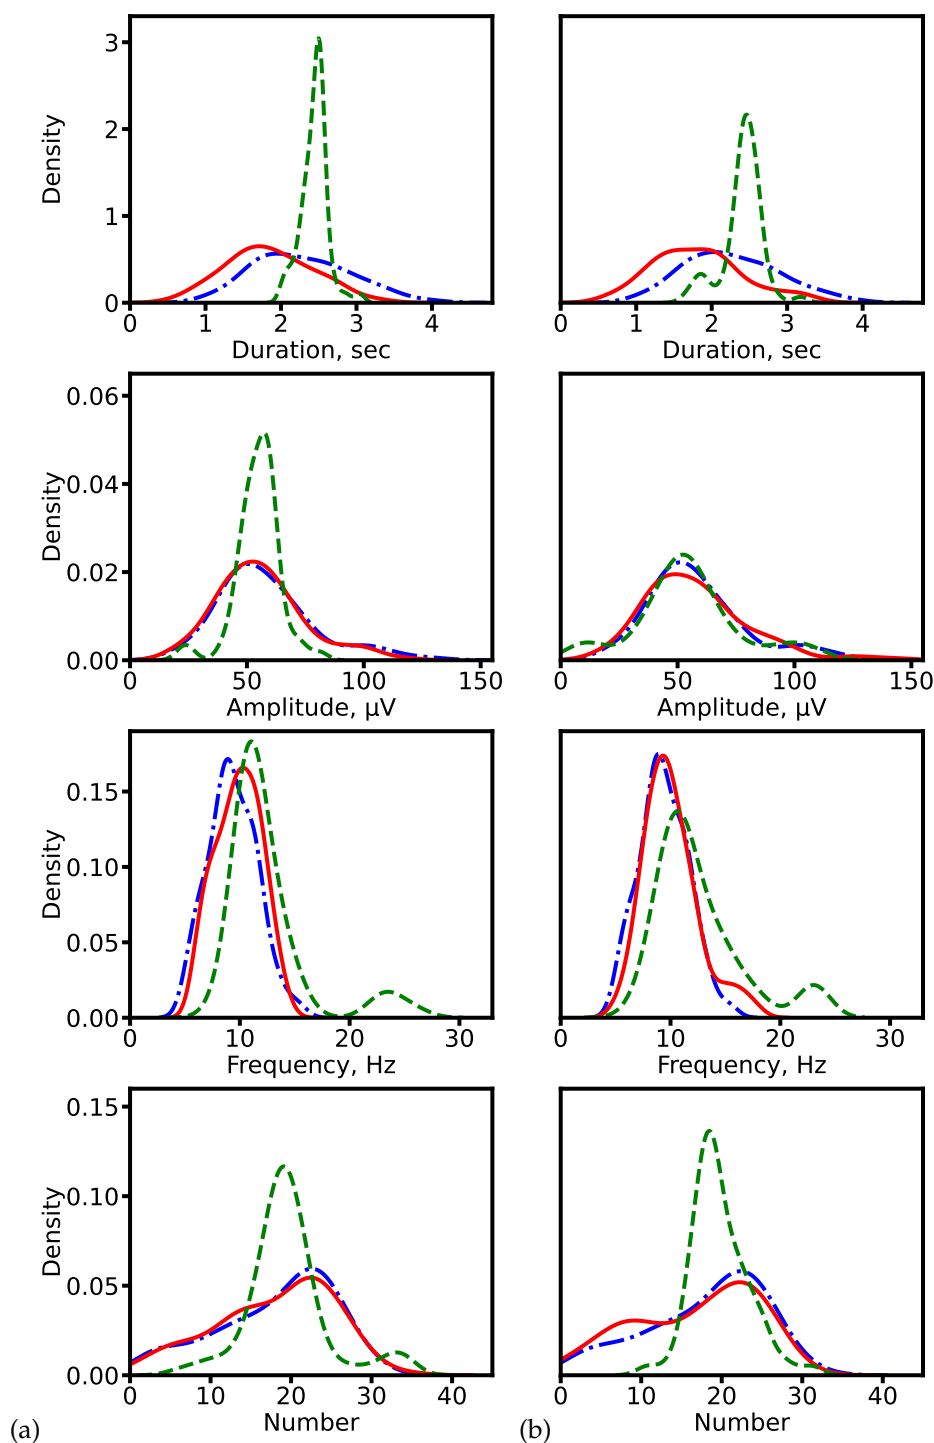 3
2
1
0
Density
0 1 2 3 4
Duration, sec
0 1 2 3 4
Duration, sec
0.06
0.04
0.02
0.00
Density
0 50 100 150
Amplitude, μV
0 50 100 150
Amplitude, μV
0.15
0.10
0.05
0.00
Density
0 10 20 30
Frequency, Hz
0 10 20 30
Frequency, Hz
0.15
0.10
0.05
0.00
Density
0 10 20 30 40
Number
0 10 20 30 40
Number
(a)
(b)